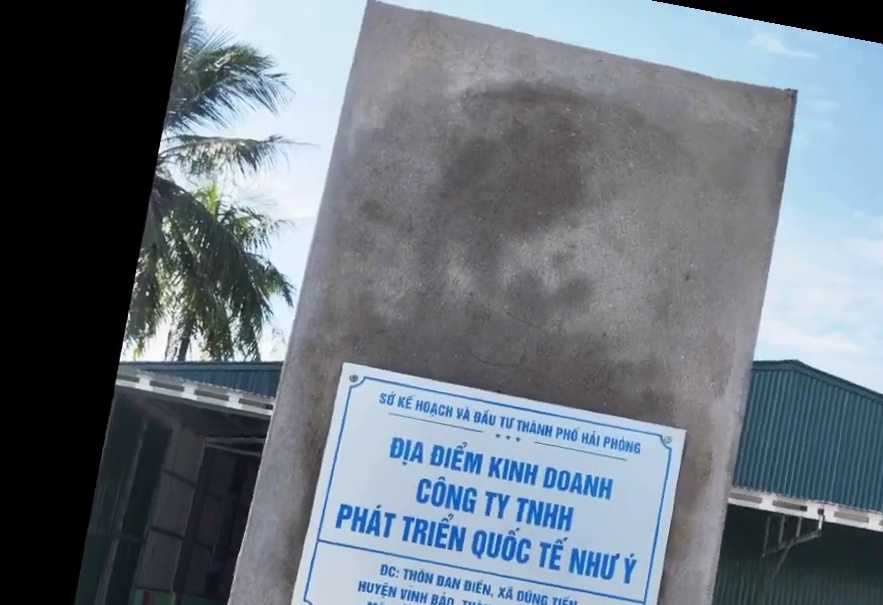 SỞ KẾ HOẠCH VÀ ĐẦU TƯ THÀNH PHỐ HẢI PHÒNG
ĐỊA ĐIỂM KINH DOANH
CÔNG TY TNHH
PHÁT TRIỂN QUỐC TẾ NHƯ Ý
ĐC: THÔN ĐAN ĐIỀN, XÃ DŨNG TIẾN,
HUYỆN VĨNH BẢO,